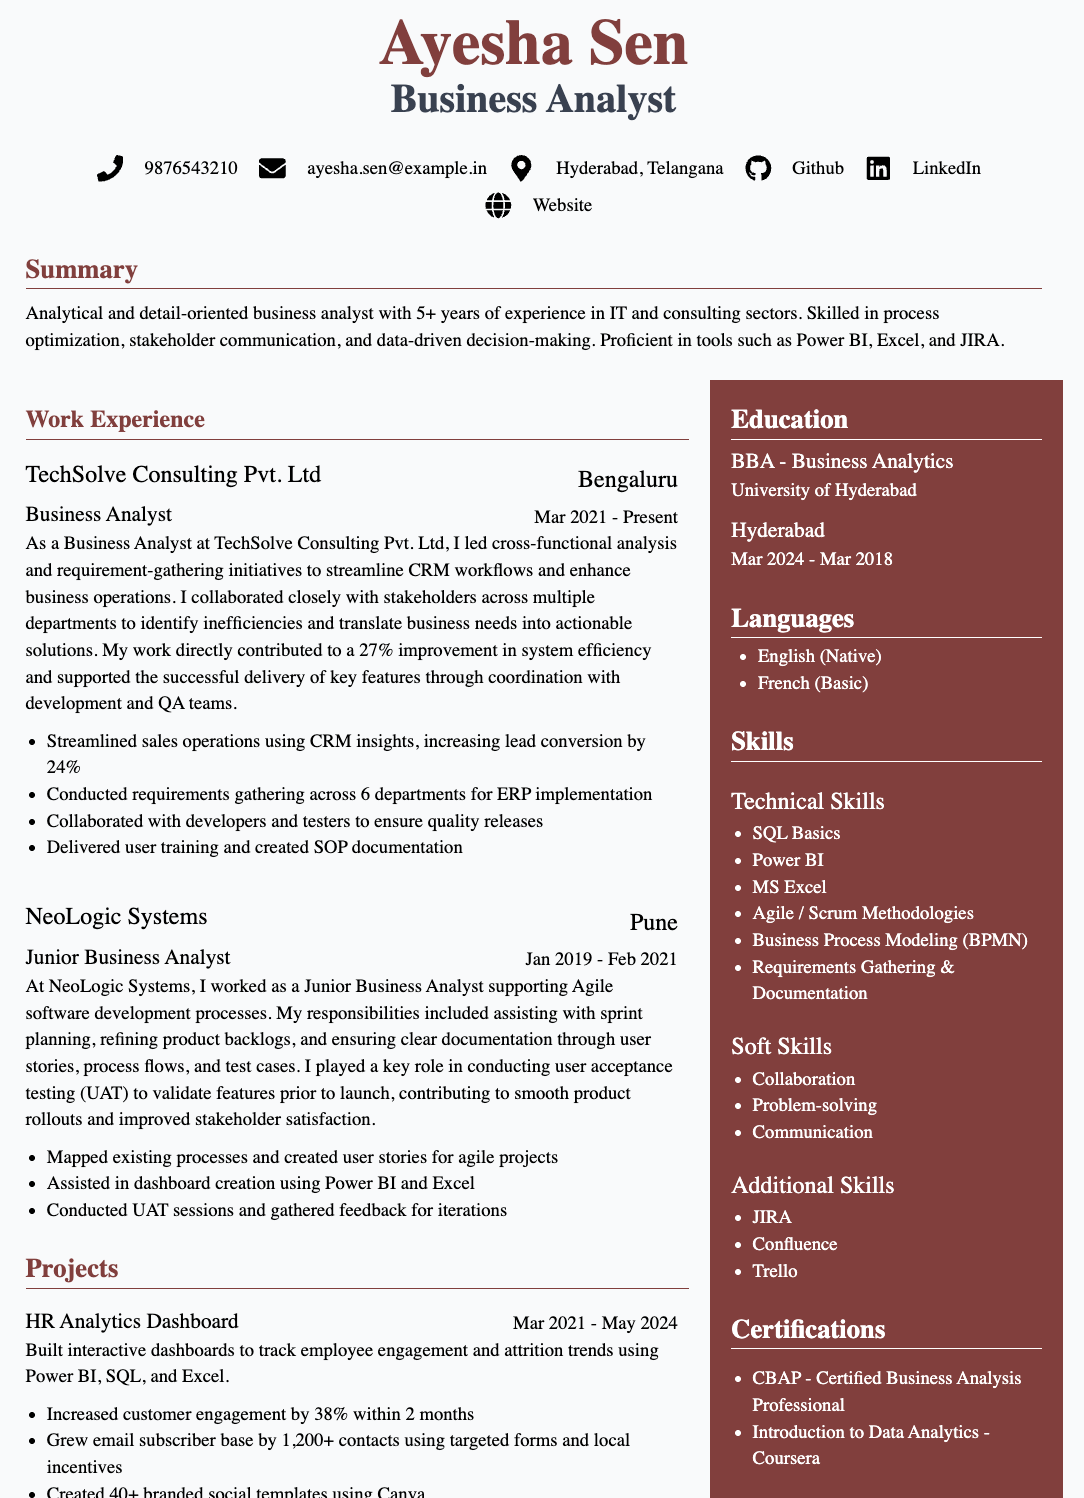 Ayesha Sen
Business Analyst
9876543210 ayesha.sen@example.in Hyderabad, Telangana Github LinkedIn
Website
Summary
Analytical and detail-oriented business analyst with 5+ years of experience in IT and consulting sectors. Skilled in process
optimization, stakeholder communication, and data-driven decision-making. Proficient in tools such as Power BI, Excel, and JIRA.
Work Experience
TechSolve Consulting Pvt. Ltd
Bengaluru
Business Analyst
Mar 2021 - Present
As a Business Analyst at TechSolve Consulting Pvt. Ltd, I led cross-functional analysis
and requirement-gathering initiatives to streamline CRM workflows and enhance
business operations. I collaborated closely with stakeholders across multiple
departments to identify inefficiencies and translate business needs into actionable
solutions. My work directly contributed to a 27% improvement in system efficiency
and supported the successful delivery of key features through coordination with
development and QA teams.
• Streamlined sales operations using CRM insights, increasing lead conversion by
24%
• Conducted requirements gathering across 6 departments for ERP implementation
• Collaborated with developers and testers to ensure quality releases
• Delivered user training and created SOP documentation
NeoLogic Systems
Pune
Junior Business Analyst
Jan 2019 - Feb 2021
At NeoLogic Systems, I worked as a Junior Business Analyst supporting Agile
software development processes. My responsibilities included assisting with sprint
planning, refining product backlogs, and ensuring clear documentation through user
stories, process flows, and test cases. I played a key role in conducting user acceptance
testing (UAT) to validate features prior to launch, contributing to smooth product
rollouts and improved stakeholder satisfaction.
• Mapped existing processes and created user stories for agile projects
• Assisted in dashboard creation using Power BI and Excel
• Conducted UAT sessions and gathered feedback for iterations
Projects
HR Analytics Dashboard
Mar 2021 - May 2024
Built interactive dashboards to track employee engagement and attrition trends using
Power BI, SQL, and Excel.
• Increased customer engagement by 38% within 2 months
• Grew email subscriber base by 1,200+ contacts using targeted forms and local
incentives
• Created 40+ branded social templates using Canva
Education
BBA - Business Analytics
University of Hyderabad
Hyderabad
Mar 2024 - Mar 2018
Languages
• English (Native)
• French (Basic)
Skills
Technical Skills
• SQL Basics
• Power BI
• MS Excel
• Agile / Scrum Methodologies
• Business Process Modeling (BPMN)
• Requirements Gathering &
Documentation
Soft Skills
• Collaboration
• Problem-solving
• Communication
Additional Skills
• JIRA
• Confluence
• Trello
Certifications
• CBAP - Certified Business Analysis
Professional
• Introduction to Data Analytics -
Coursera